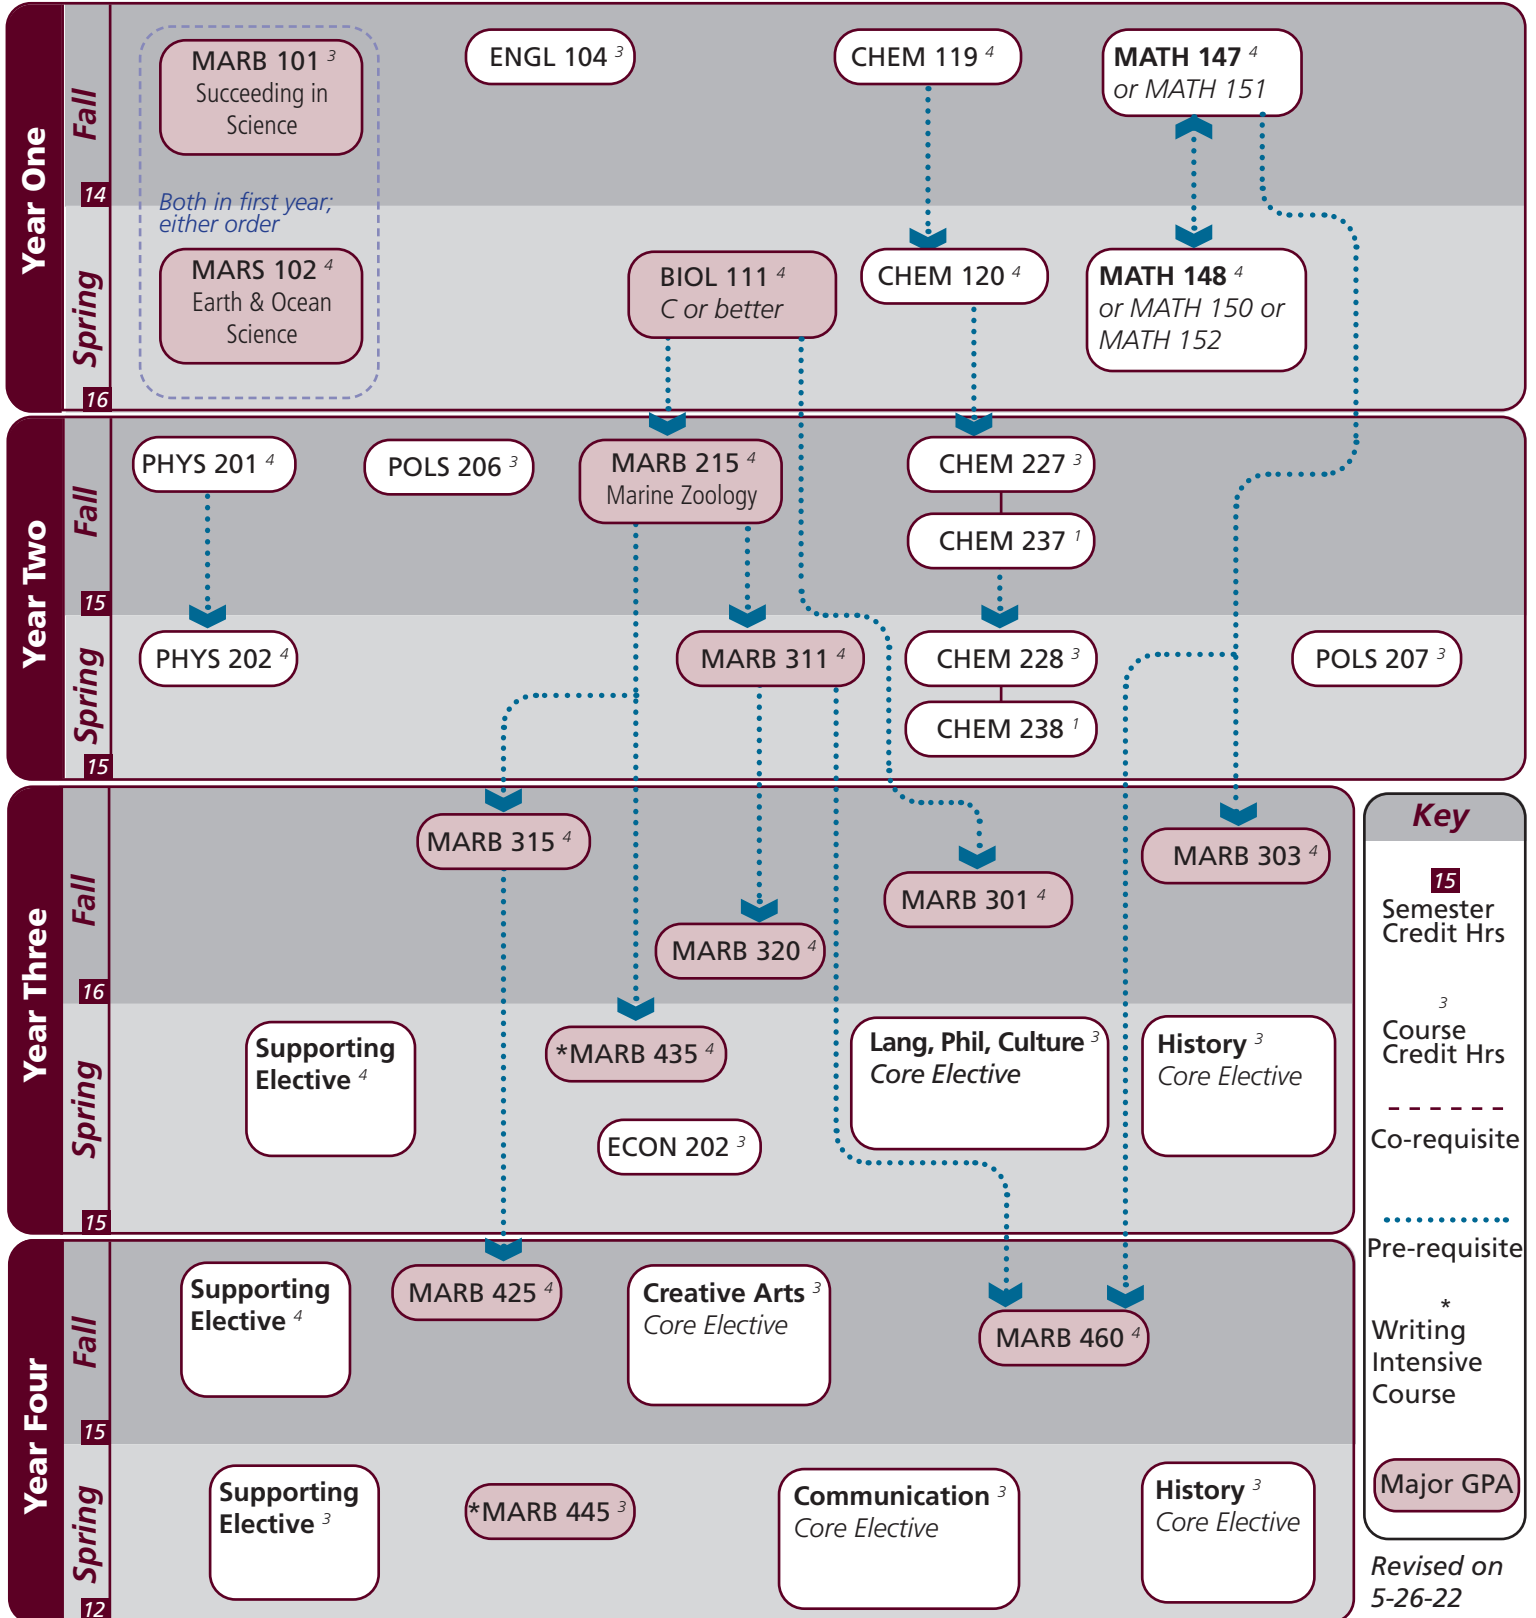 Year One
Fall
MARB 101 3
Succeeding in
Science
ENGL 104 3
CHEM 119 4
MATH 147 4
or MATH 151
14
Both in first year;
either order
Spring
MARS 102 4
Earth & Ocean
Science
BIOL 111 4
C or better
CHEM 120 4
MATH 148 4
or MATH 150 or
MATH 152
16
Year Two
Fall
PHYS 201 4
POLS 206 3
MARB 215 4
Marine Zoology
CHEM 227 3
CHEM 237 1
15
Spring
PHYS 202 4
MARB 311 4
CHEM 228 3
POLS 207 3
CHEM 238 1
15
Year Three
Fall
MARB 315 4
MARB 303 4
MARB 301 4
MARB 320 4
16
Spring
Supporting
Elective 4
*MARB 435 4
ECON 202 3
Lang, Phil, Culture 3
Core Elective
History 3
Core Elective
15
Year Four
Fall
Supporting
Elective 4
MARB 425 4
Creative Arts 3
Core Elective
MARB 460 4
15
Spring
Supporting
Elective 3
*MARB 445 3
Communication 3
Core Elective
History 3
Core Elective
12
Key
15
Semester
Credit Hrs
3
Course
Credit Hrs
Co-requisite
Pre-requisite
*
Writing
Intensive
Course
Major GPA
Revised on
5-26-22